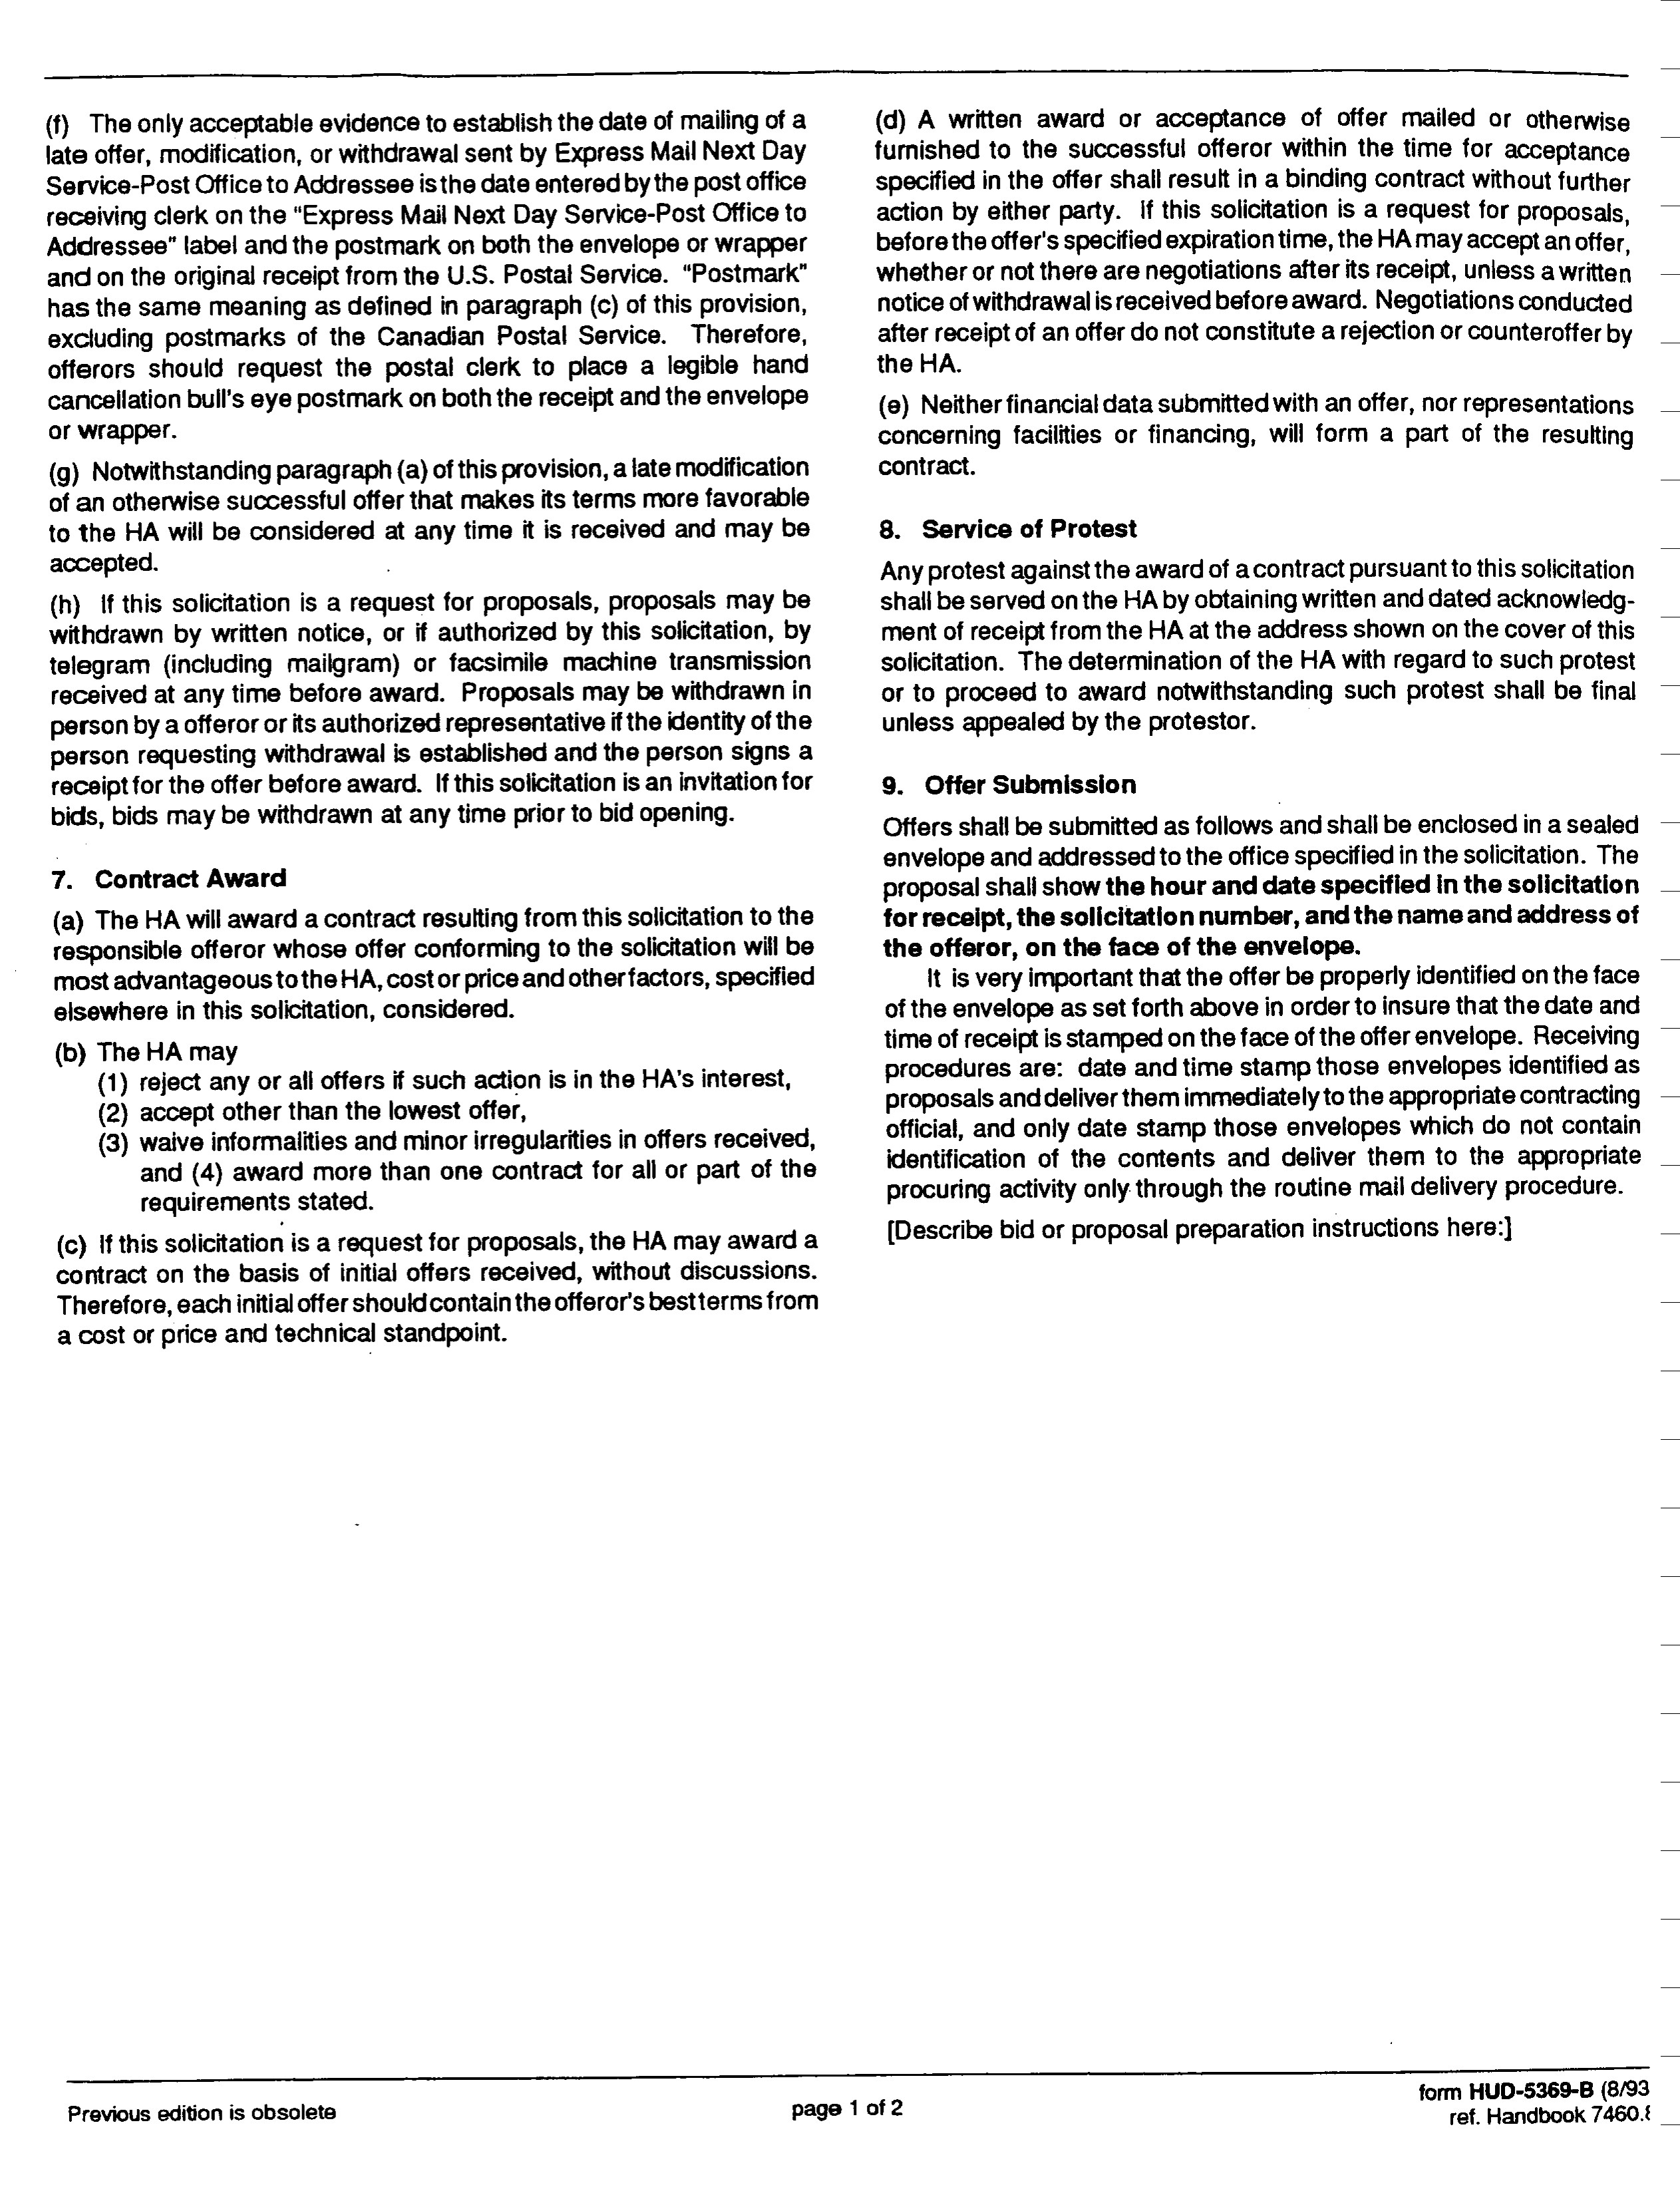 (f) The only acceptable evidence to establish the date of mailing of a
late offer, modification, or withdrawal sent by Express Mail Next Day
Service-Post Office to Addressee is the date entered by the post office
receiving clerk on the "Express Mail Next Day Service-Post Office to
Addressee" label and the postmark on both the envelope or wrapper
and on the original receipt from the U.S. Postal Service. "Postmark"
has the same meaning as defined in paragraph (c) of this provision,
excluding postmarks of the Canadian Postal Service. Therefore,
offerors should request the postal clerk to place a legible hand
cancellation bull's eye postmark on both the receipt and the envelope
or wrapper.
(g) Notwithstanding paragraph (a) of this provision, a late modification
of an otherwise successful offer that makes its terms more favorable
to the HA will be considered at any time it is received and may be
accepted.
(h) If this solicitation is a request for proposals, proposals may be
withdrawn by written notice, or if authorized by this solicitation, by
telegram (including mailgram) or facsimile machine transmission
received at any time before award. Proposals may be withdrawn in
person by a offeror or its authorized representative if the identity of the
person requesting withdrawal is established and the person signs a
receipt for the offer before award. If this solicitation is an invitation for
bids, bids may be withdrawn at any time prior to bid opening.
7. Contract Award
(a) The HA will award a contract resulting from this solicitation to the
responsible offeror whose offer conforming to the solicitation will be
most advantageous to the HA, cost or price and other factors, specified
elsewhere in this solicitation, considered.
(b) The HA may
(1) reject any or all offers if such action is in the HA's interest,
(2) accept other than the lowest offer,
(3) waive informalities and minor irregularities in offers received,
and (4) award more than one contract for all or part of the
requirements stated.
(c) If this solicitation is a request for proposals, the HA may award a
contract on the basis of initial offers received, without discussions.
Therefore, each initial offer should contain the offeror's best terms from
a cost or price and technical standpoint.
(d) A written award or acceptance of offer mailed or otherwise
furnished to the successful offeror within the time for acceptance
specified in the offer shall result in a binding contract without further
action by either party. If this solicitation is a request for proposals,
before the offer's specified expiration time, the HA may accept an offer,
whether or not there are negotiations after its receipt, unless a written
notice of withdrawal is received before award. Negotiations conducted
after receipt of an offer do not constitute a rejection or counteroffer by
the HA.
(e) Neither financial data submitted with an offer, nor representations
concerning facilities or financing, will form a part of the resulting
contract.
8. Service of Protest
Any protest against the award of a contract pursuant to this solicitation
shall be served on the HA by obtaining written and dated acknowledg-
ment of receipt from the HA at the address shown on the cover of this
solicitation. The determination of the HA with regard to such protest
or to proceed to award notwithstanding such protest shall be final
unless appealed by the protestor.
9. Offer Submission
Offers shall be submitted as follows and shall be enclosed in a sealed
envelope and addressed to the office specified in the solicitation. The
proposal shall show the hour and date specified in the solicitation
for receipt, the solicitation number, and the name and address of
the offeror, on the face of the envelope.
It is very important that the offer be properly identified on the face
of the envelope as set forth above in order to insure that the date and
time of receipt is stamped on the face of the offer envelope. Receiving
procedures are: date and time stamp those envelopes identified as
proposals and deliver them immediately to the appropriate contracting
official, and only date stamp those envelopes which do not contain
identification of the contents and deliver them to the appropriate
procuring activity only through the routine mail delivery procedure.
[Describe bid or proposal preparation instructions here:]
Previous edition is obsolete
page 1 of 2
form HUD-5369-B (8/93
ref. Handbook 7460.8